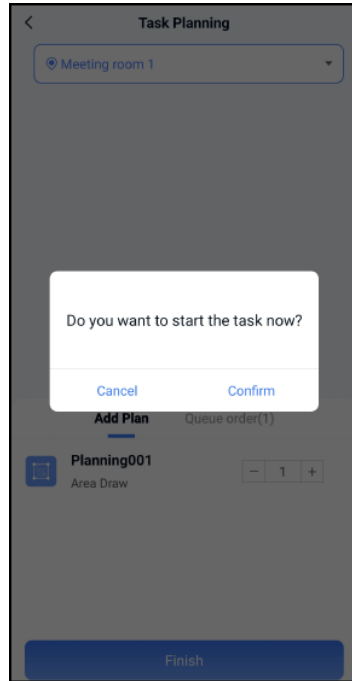 Task Planning
Meeting room 1
Do you want to start the task now?
Cancel Confirm
Add Plan Queue order(1)
Planning001
Area Draw
− 1 +
Finish